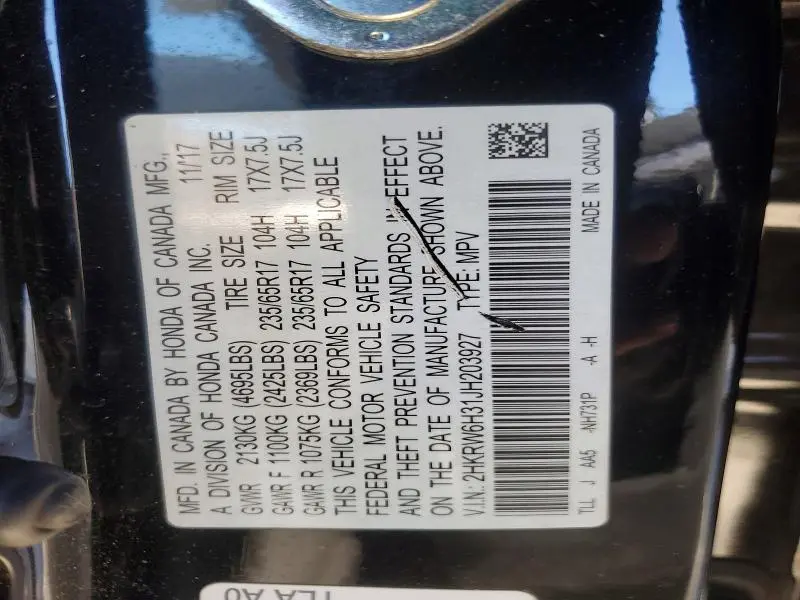 MFD. IN CANADA BY HONDA OF CANADA MFG.,
A DIVISION OF HONDA CANADA INC. 11/17
GVWR 2130KG (4695LBS) TIRE SIZE RIM SIZE
GAWR F 1100KG (2425LBS) 235/65R17 104H 17X7.5J
GAWR R 1075KG (2369LBS) 235/65R17 104H 17X7.5J
THIS VEHICLE CONFORMS TO ALL APPLICABLE
FEDERAL MOTOR VEHICLE SAFETY
AND THEFT PREVENTION STANDARDS IN EFFECT
ON THE DATE OF MANUFACTURE SHOWN ABOVE.
V.I.N.: 2HKRW6H31JH203927 TYPE: MPV
TLL J AA5 -NH731P -A -H MADE IN CANADA
TLA A0